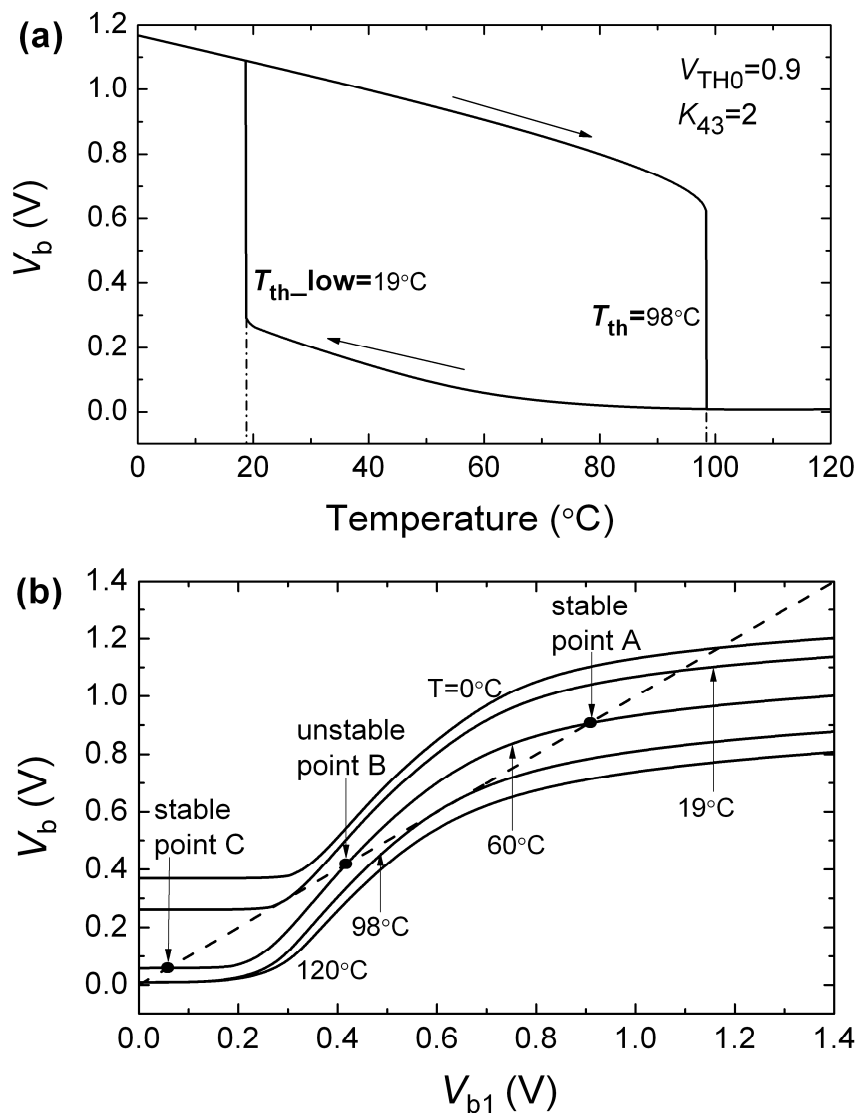 (a)
1.2
1.0
0.8
0.6
0.4
0.2
0.0
V_b (V)
V_TH0=0.9
K_43=2
T_th_low=19°C
T_th=98°C
0 20 40 60 80 100 120
Temperature (°C)
(b)
1.4
1.2
1.0
0.8
0.6
0.4
0.2
0.0
V_b (V)
stable
point A
T=0°C
unstable
point B
stable
point C
19°C
60°C
98°C
120°C
0.0 0.2 0.4 0.6 0.8 1.0 1.2 1.4
V_b1 (V)